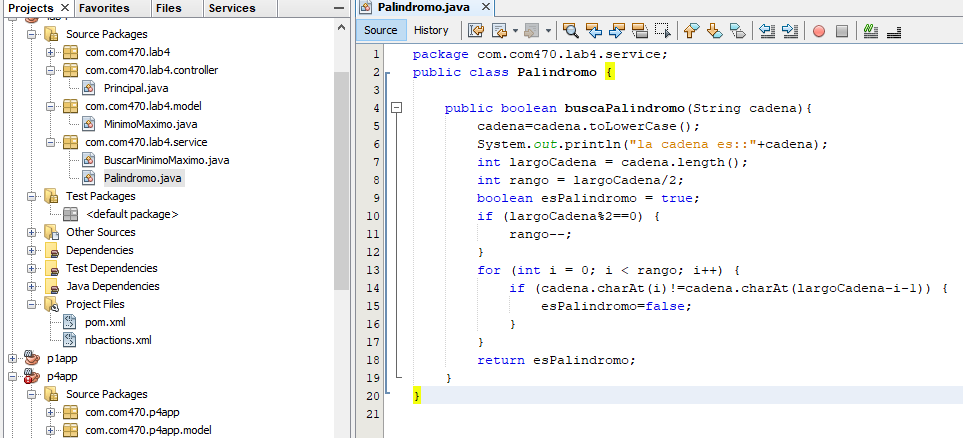 Projects Favorites Files Services
lab4
Source Packages
com.com470.lab4
com.com470.lab4.controller
Principal.java
com.com470.lab4.model
MinimoMaximo.java
com.com470.lab4.service
BuscarMinimoMaximo.java
Palindromo.java
Test Packages
<default package>
Other Sources
Dependencies
Test Dependencies
Java Dependencies
Project Files
pom.xml
nbactions.xml
p1app
p4app
Source Packages
com.com470.p4app
com.com470.p4app.model
Palindromo.java
Source History
1 package com.com470.lab4.service;
2 public class Palindromo {
3
4 public boolean buscaPalindromo(String cadena){
5 cadena=cadena.toLowerCase();
6 System.out.println("la cadena es::"+cadena);
7 int largoCadena = cadena.length();
8 int rango = largoCadena/2;
9 boolean esPalindromo = true;
10 if (largoCadena%2==0) {
11 rango--;
12 }
13 for (int i = 0; i < rango; i++) {
14 if (cadena.charAt(i)!=cadena.charAt(largoCadena-i-1)) {
15 esPalindromo=false;
16 }
17 }
18 return esPalindromo;
19 }
20 }
21